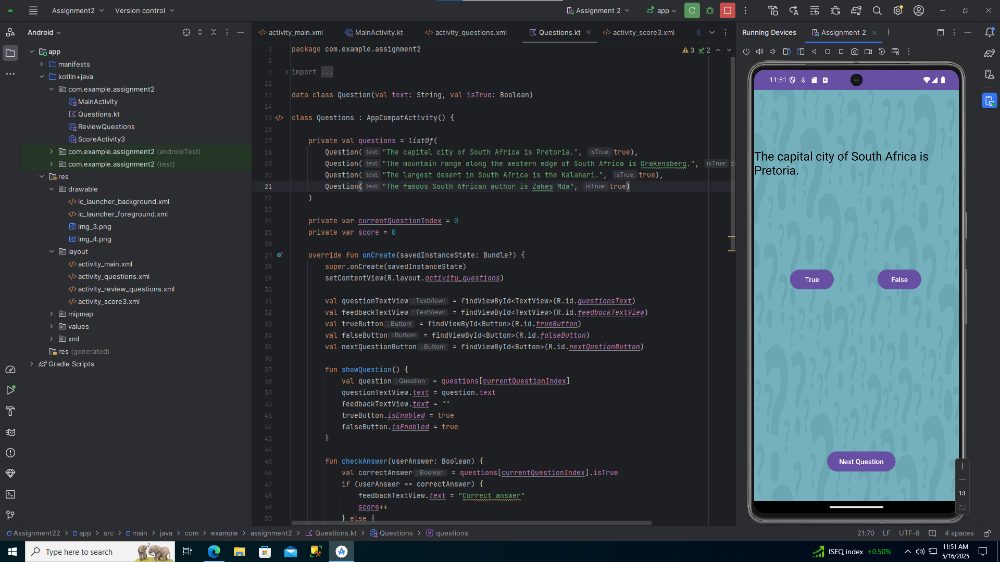 Assignment2
Version control
Assignment 2
app
Android
activity_main.xml
MainActivity.kt
activity_questions.xml
Questions.kt
activity_score3.xml
Running Devices
Assignment 2
app
manifests
kotlin+java
com.example.assignment2
MainActivity
Questions.kt
ReviewQuestions
ScoreActivity3
com.example.assignment2 (androidTest)
com.example.assignment2 (test)
res
drawable
ic_launcher_background.xml
ic_launcher_foreground.xml
img_3.png
img_4.png
layout
activity_main.xml
activity_questions.xml
activity_review_questions.xml
activity_score3.xml
mipmap
values
xml
res (generated)
Gradle Scripts
3 2
1 package com.example.assignment2
2
3 import ...
12
13 data class Question(val text: String, val isTrue: Boolean)
14
15 class Questions : AppCompatActivity() {
16
17 private val questions = listOf(
18 Question( text: "The capital city of South Africa is Pretoria.", isTrue: true),
19 Question( text: "The mountain range along the western edge of South Africa is Drakensberg.", isTrue: t
20 Question( text: "The largest desert in South Africa is the Kalahari.", isTrue: true),
21 Question( text: "The famous South African author is Zakes Mda", isTrue: true)
22 )
23
24 private var currentQuestionIndex = 0
25 private var score = 0
26
27 override fun onCreate(savedInstanceState: Bundle?) {
28 super.onCreate(savedInstanceState)
29 setContentView(R.layout.activity_questions)
30
31 val questionTextView : TextView! = findViewById<TextView>(R.id.questionsText)
32 val feedbackTextView : TextView! = findViewById<TextView>(R.id.feedbackTextView)
33 val trueButton : Button! = findViewById<Button>(R.id.trueButton)
34 val falseButton : Button! = findViewById<Button>(R.id.falseButton)
35 val nextQuestionButton : Button! = findViewById<Button>(R.id.nextQustionButton)
36
37 fun showQuestion() {
38 val question : Question = questions[currentQuestionIndex]
39 questionTextView.text = question.text
40 feedbackTextView.text = ""
41 trueButton.isEnabled = true
42 falseButton.isEnabled = true
43 }
44
45 fun checkAnswer(userAnswer: Boolean) {
46 val correctAnswer : Boolean = questions[currentQuestionIndex].isTrue
47 if (userAnswer == correctAnswer) {
48 feedbackTextView.text = "Correct answer"
49 score++
50 } else {
11:51
The capital city of South Africa is
Pretoria.
True
False
Next Question
1:1
Assignment22 > app > src > main > java > com > example > assignment2 > Questions.kt > Questions > questions
21:70 LF UTF-8 4 spaces
Type here to search
ISEQ index +0.50%
11:51 AM
5/16/2025